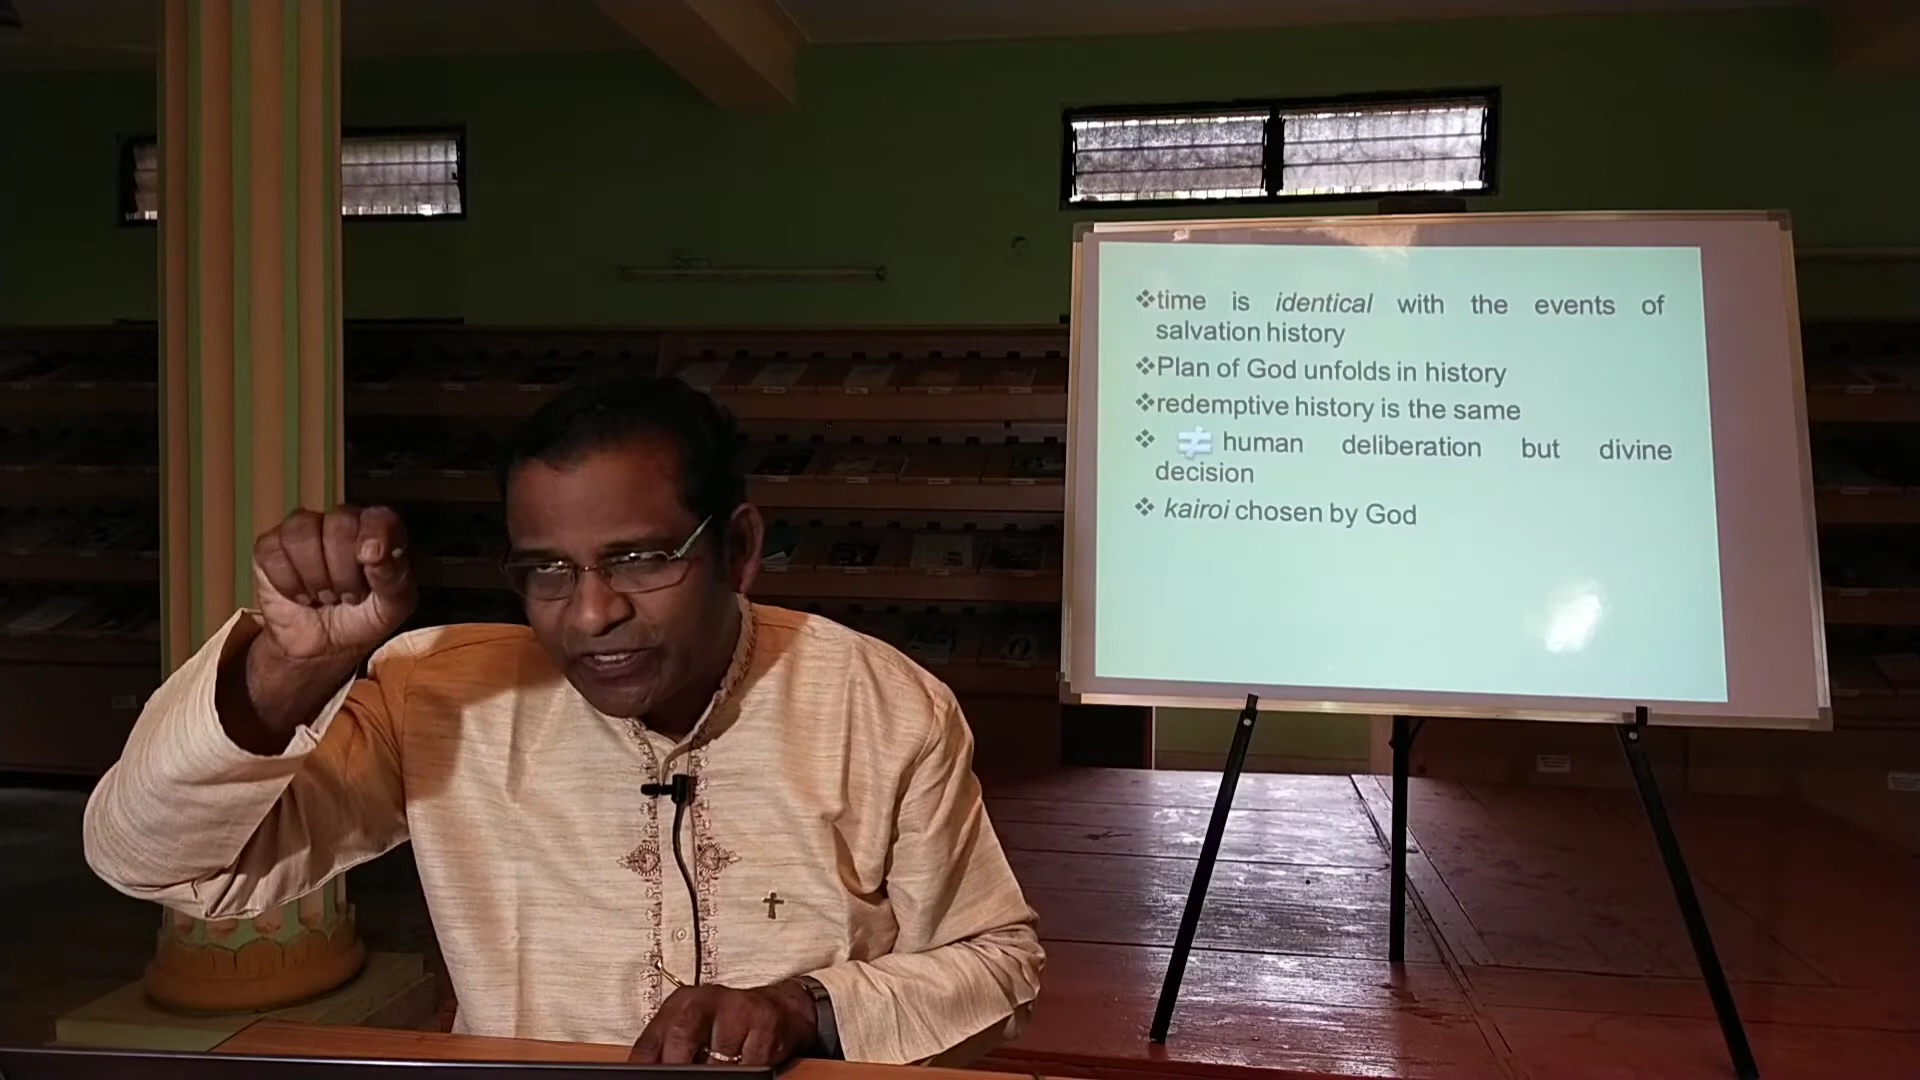 ❖time is identical with the events of
salvation history
❖Plan of God unfolds in history
❖redemptive history is the same
❖ ≠ human deliberation but divine
decision
❖ kairoi chosen by God